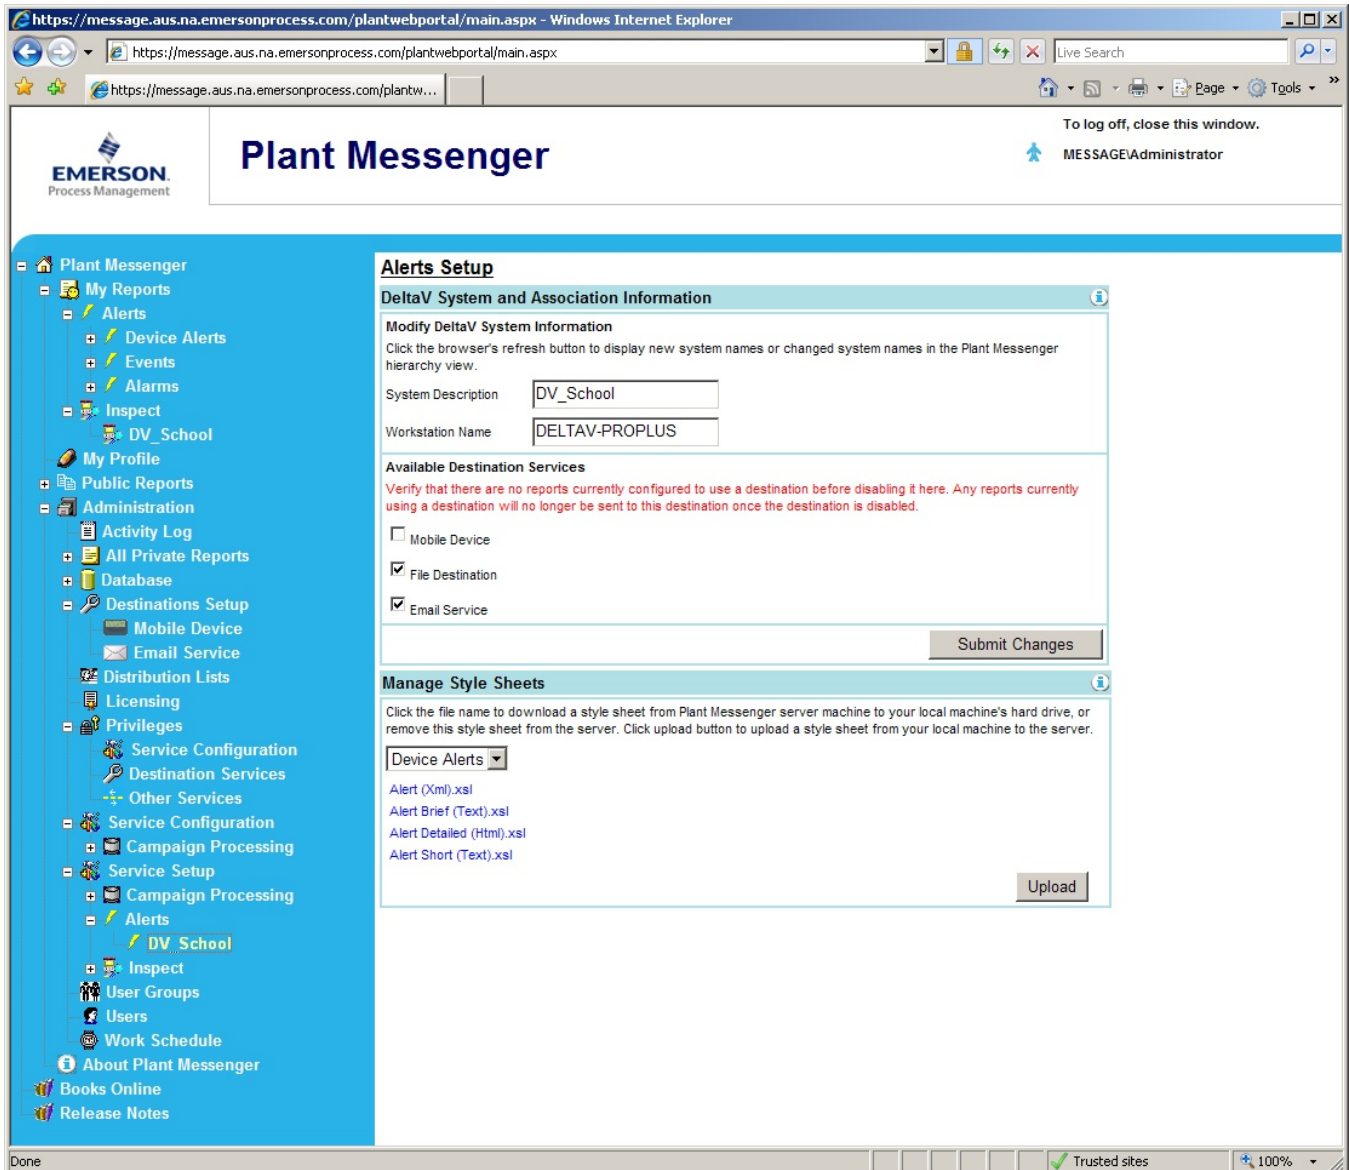 https://message.aus.na.emersonprocess.com/plantwebportal/main.aspx - Windows Internet Explorer
https://message.aus.na.emersonprocess.com/plantwebportal/main.aspx
Live Search
https://message.aus.na.emersonprocess.com/plantw...
Page
Tools
»
EMERSON.
Process Management
Plant Messenger
To log off, close this window.
MESSAGE\Administrator
Plant Messenger
My Reports
Alerts
Device Alerts
Events
Alarms
Inspect
DV_School
My Profile
Public Reports
Administration
Activity Log
All Private Reports
Database
Destinations Setup
Mobile Device
Email Service
Distribution Lists
Licensing
Privileges
Service Configuration
Destination Services
Other Services
Service Configuration
Campaign Processing
Service Setup
Campaign Processing
Alerts
DV_School
Inspect
User Groups
Users
Work Schedule
About Plant Messenger
Books Online
Release Notes
Alerts Setup
DeltaV System and Association Information
Modify DeltaV System Information
Click the browser's refresh button to display new system names or changed system names in the Plant Messenger
hierarchy view.
System Description DV_School
Workstation Name DELTAV-PROPLUS
Available Destination Services
Verify that there are no reports currently configured to use a destination before disabling it here. Any reports currently
using a destination will no longer be sent to this destination once the destination is disabled.
Mobile Device
File Destination
Email Service
Submit Changes
Manage Style Sheets
Click the file name to download a style sheet from Plant Messenger server machine to your local machine's hard drive, or
remove this style sheet from the server. Click upload button to upload a style sheet from your local machine to the server.
Device Alerts
Alert (Xml).xsl
Alert Brief (Text).xsl
Alert Detailed (Html).xsl
Alert Short (Text).xsl
Upload
Done
Trusted sites
100%